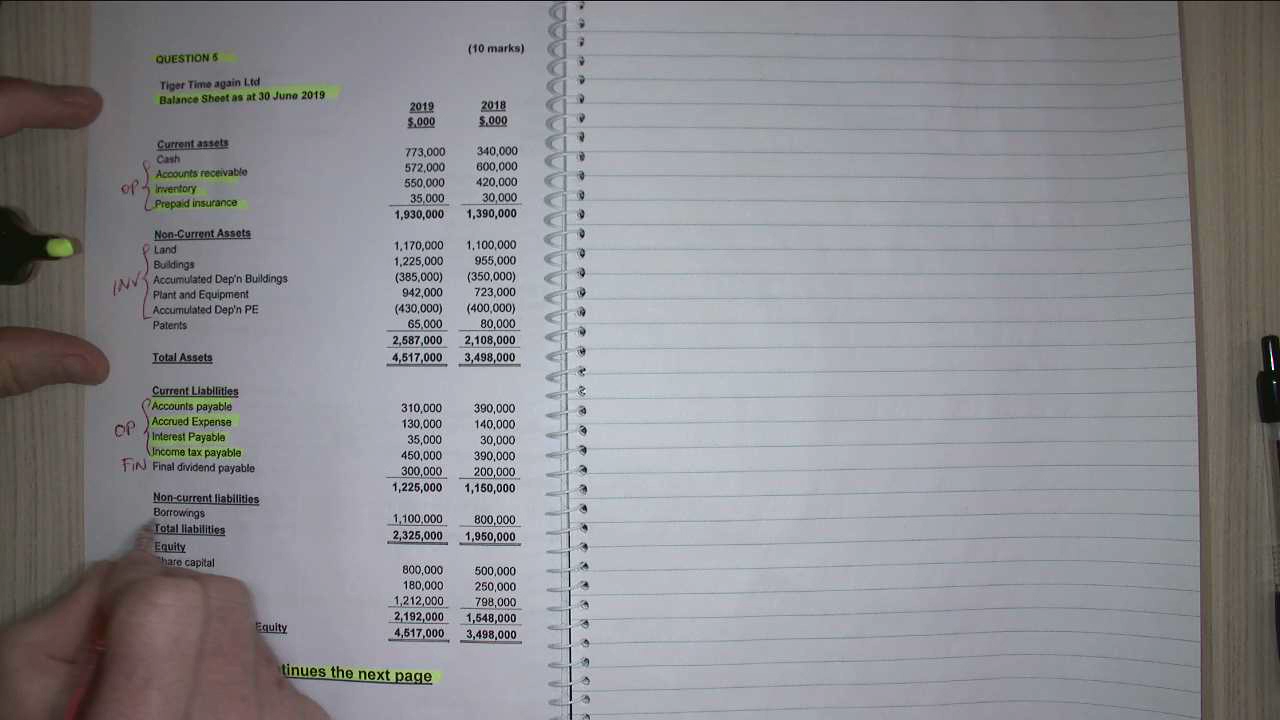 QUESTION 5 (10 marks)
Tiger Time again Ltd
Balance Sheet as at 30 June 2019
2019 2018
$,000 $,000
Current assets
Cash 773,000 340,000
Accounts receivable 572,000 600,000
OP Inventory 550,000 420,000
Prepaid insurance 35,000 30,000
1,930,000 1,390,000
Non-Current Assets
Land 1,170,000 1,100,000
Buildings 1,225,000 955,000
INV Accumulated Dep'n Buildings (385,000) (350,000)
Plant and Equipment 942,000 723,000
Accumulated Dep'n PE (430,000) (400,000)
Patents 65,000 80,000
2,587,000 2,108,000
Total Assets 4,517,000 3,498,000
Current Liabilities
Accounts payable 310,000 390,000
OP Accrued Expense 130,000 140,000
Interest Payable 35,000 30,000
Income tax payable 450,000 390,000
FIN Final dividend payable 300,000 200,000
1,225,000 1,150,000
Non-current liabilities
Borrowings 1,100,000 800,000
Total liabilities 2,325,000 1,950,000
Equity
Share capital 800,000 500,000
180,000 250,000
1,212,000 798,000
2,192,000 1,548,000
Equity 4,517,000 3,498,000
tinues the next page